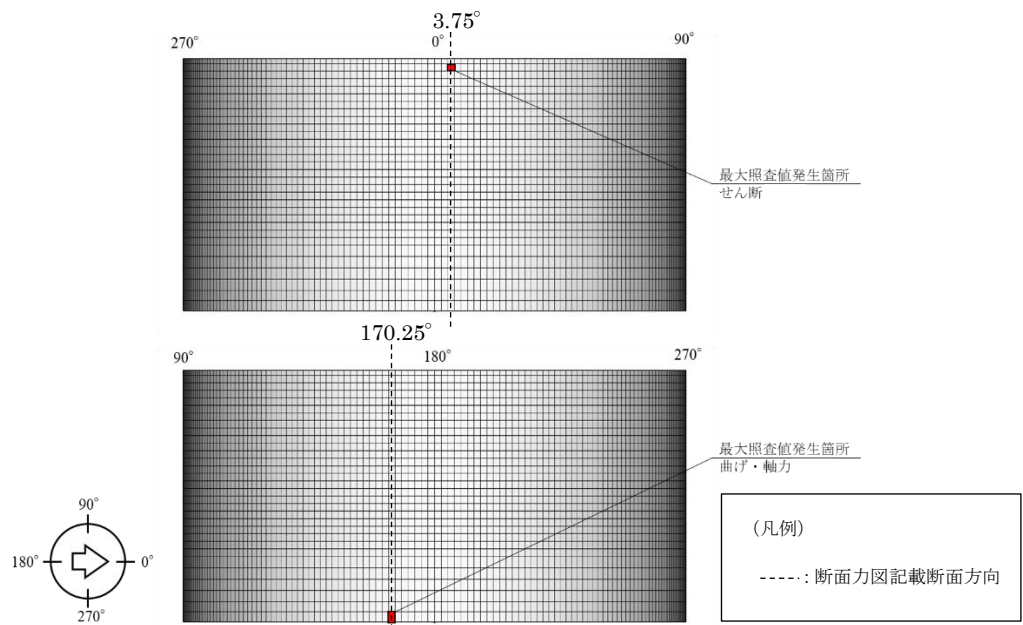 3.75°
270°
0°
90°
最大照査値発生箇所
せん断
170.25°
90°
180°
270°
最大照査値発生箇所
曲げ・軸力
90°
180°
0°
270°
(凡例)
-----:断面力図記載断面方向